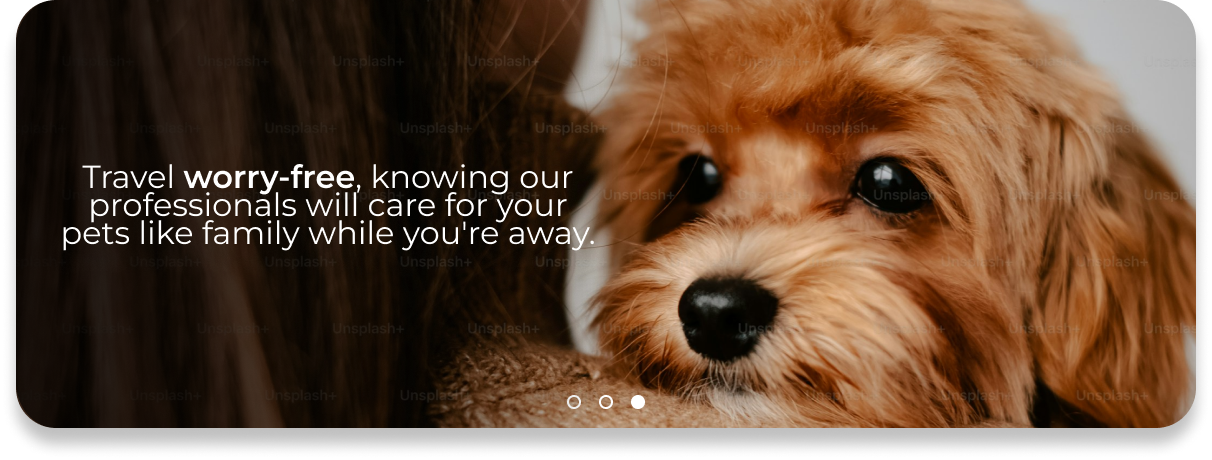 Travel worry-free, knowing our
professionals will care for your
pets like family while you're away.
Unsplash+